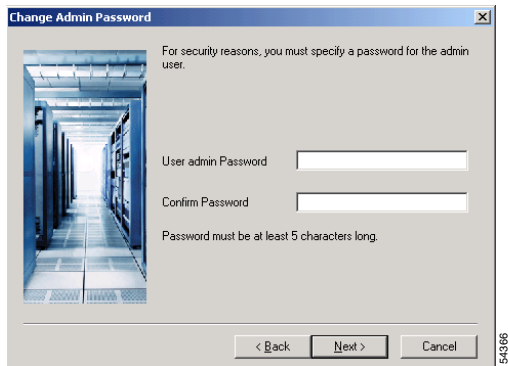 Change Admin Password
For security reasons, you must specify a password for the admin
user.
User admin Password
Confirm Password
Password must be at least 5 characters long.
< Back
Next >
Cancel
54366